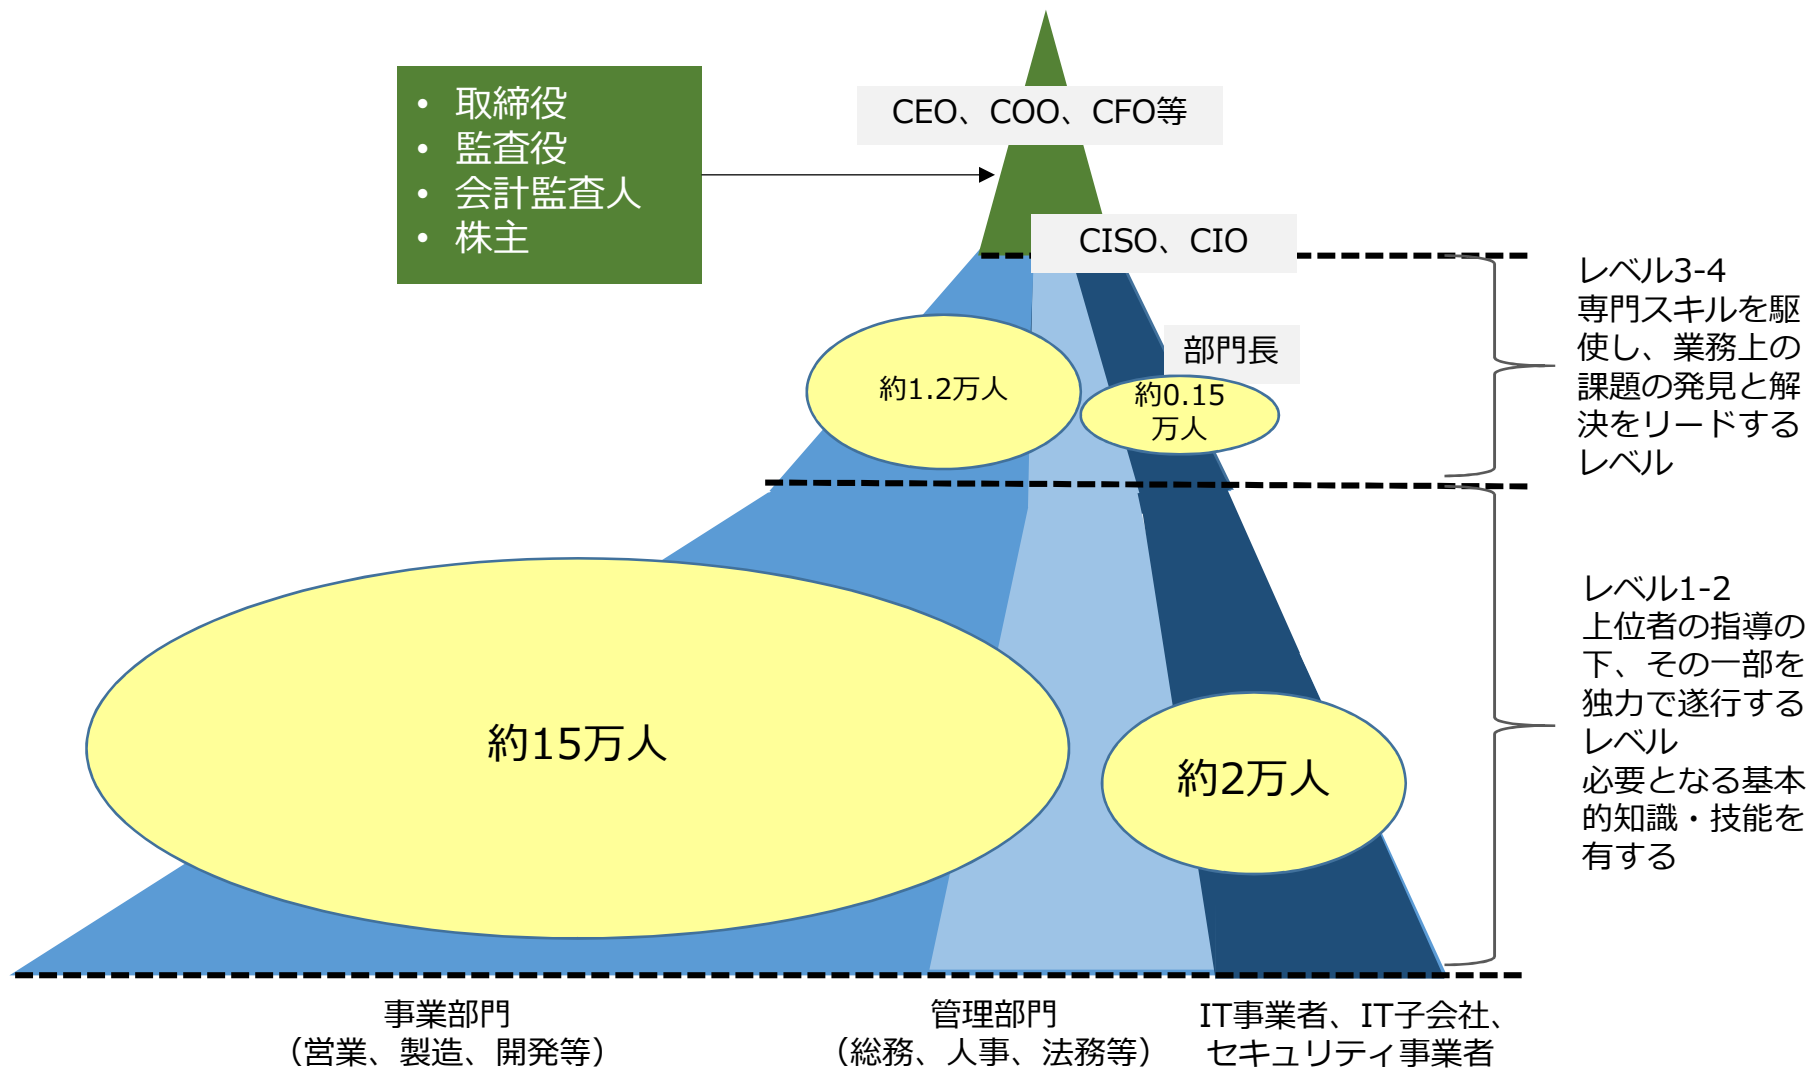 • 取締役
• 監査役
• 会計監査人
• 株主
CEO、COO、CFO等
CISO、CIO
部門長
約1.2万人
約0.15
万人
レベル3-4
専門スキルを駆
使し、業務上の
課題の発見と解
決をリードする
レベル
約15万人
約2万人
レベル1-2
上位者の指導の
下、その一部を
独力で遂行する
レベル
必要となる基本
的知識・技能を
有する
事業部門
（営業、製造、開発等）
管理部門
（総務、人事、法務等）
IT事業者、IT子会社、
セキュリティ事業者